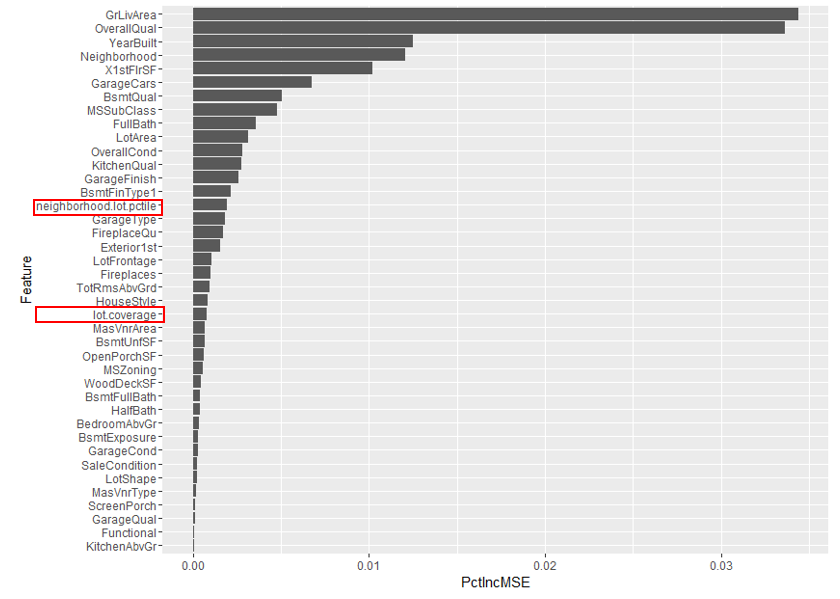 GrLivArea
OverallQual
YearBuilt
Neighborhood
X1stFlrSF
GarageCars
BsmtQual
MSSubClass
FullBath
LotArea
OverallCond
KitchenQual
GarageFinish
BsmtFinType1
neighborhood.lot.pctile
GarageType
FireplaceQu
Exterior1st
LotFrontage
Fireplaces
TotRmsAbvGrd
HouseStyle
lot.coverage
MasVnrArea
BsmtUnfSF
OpenPorchSF
MSZoning
WoodDeckSF
BsmtFullBath
HalfBath
BedroomAbvGr
BsmtExposure
GarageCond
SaleCondition
LotShape
MasVnrType
ScreenPorch
GarageQual
Functional
KitchenAbvGr
Feature
0.00 0.01 0.02 0.03
PctIncMSE